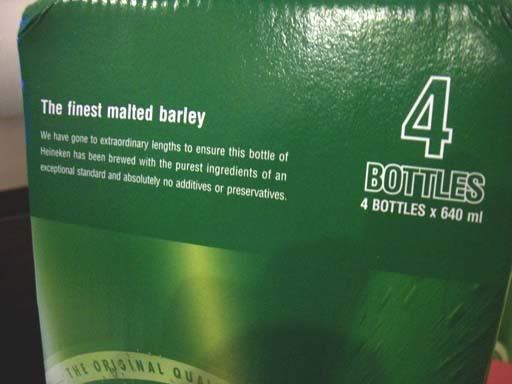 The finest malted barley
We have gone to extraordinary lengths to ensure this bottle of
Heineken has been brewed with the purest ingredients of an
exceptional standard and absolutely no additives or preservatives.
4
BOTTLES
4 BOTTLES x 640 ml
THE ORIGINAL